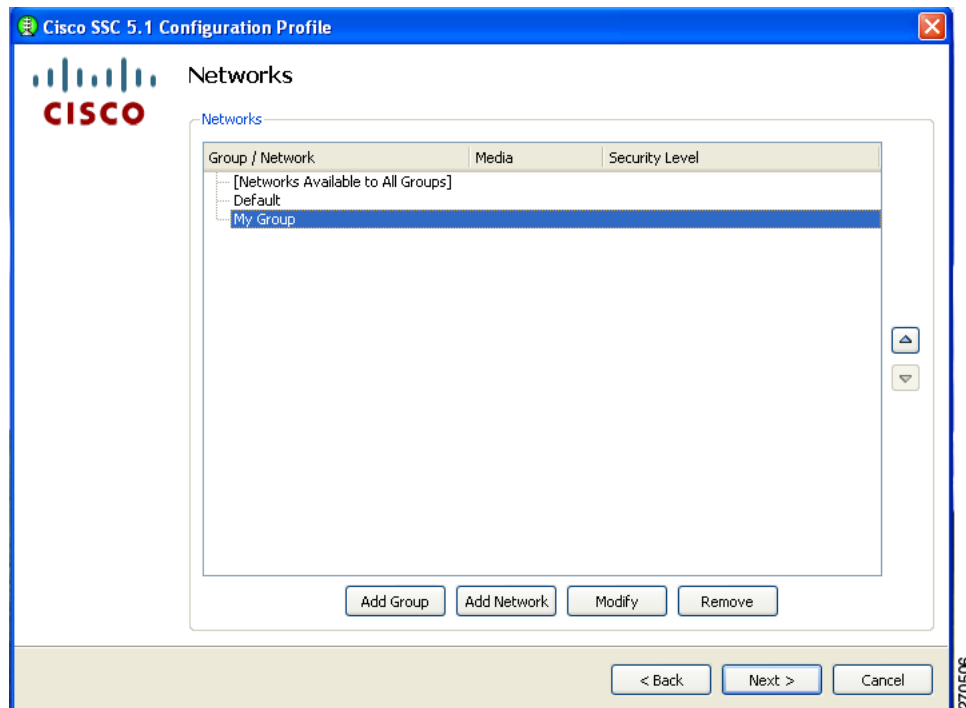 Cisco SSC 5.1 Configuration Profile
CISCO
Networks
Networks
Group / Network Media Security Level
[Networks Available to All Groups]
Default
My Group
Add Group Add Network Modify Remove
< Back Next > Cancel
270506